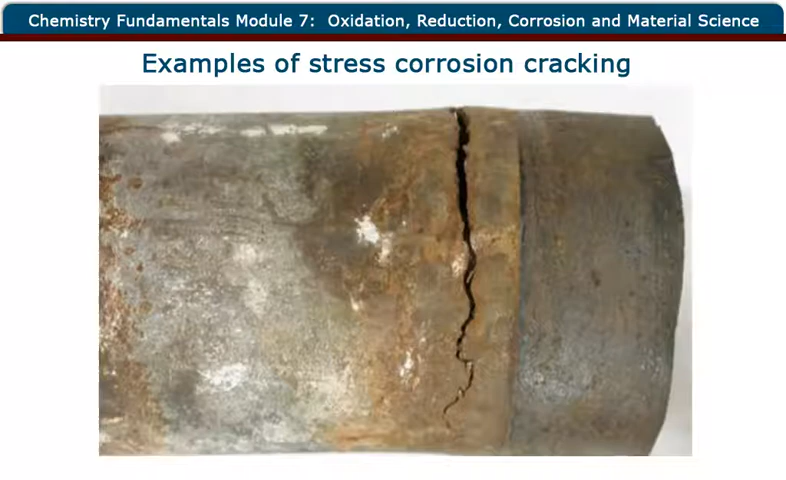 Chemistry Fundamentals Module 7: Oxidation, Reduction, Corrosion and Material Science
Examples of stress corrosion cracking